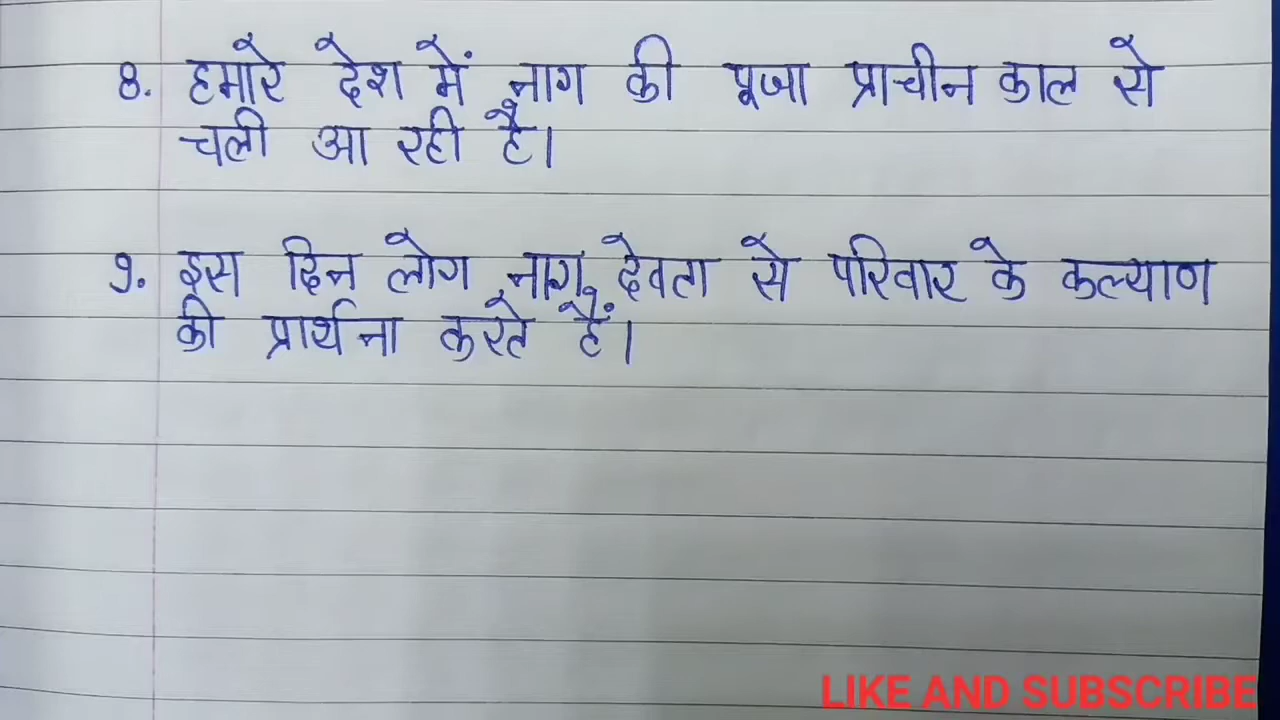 8. हमारे देश में नाग की पूजा प्राचीन काल से
चली आ रही है।
9. इस दिन लोग नाग देवता से परिवार के कल्याण
की प्रार्थना करते हैं।
LIKE AND SUBSCRIBE